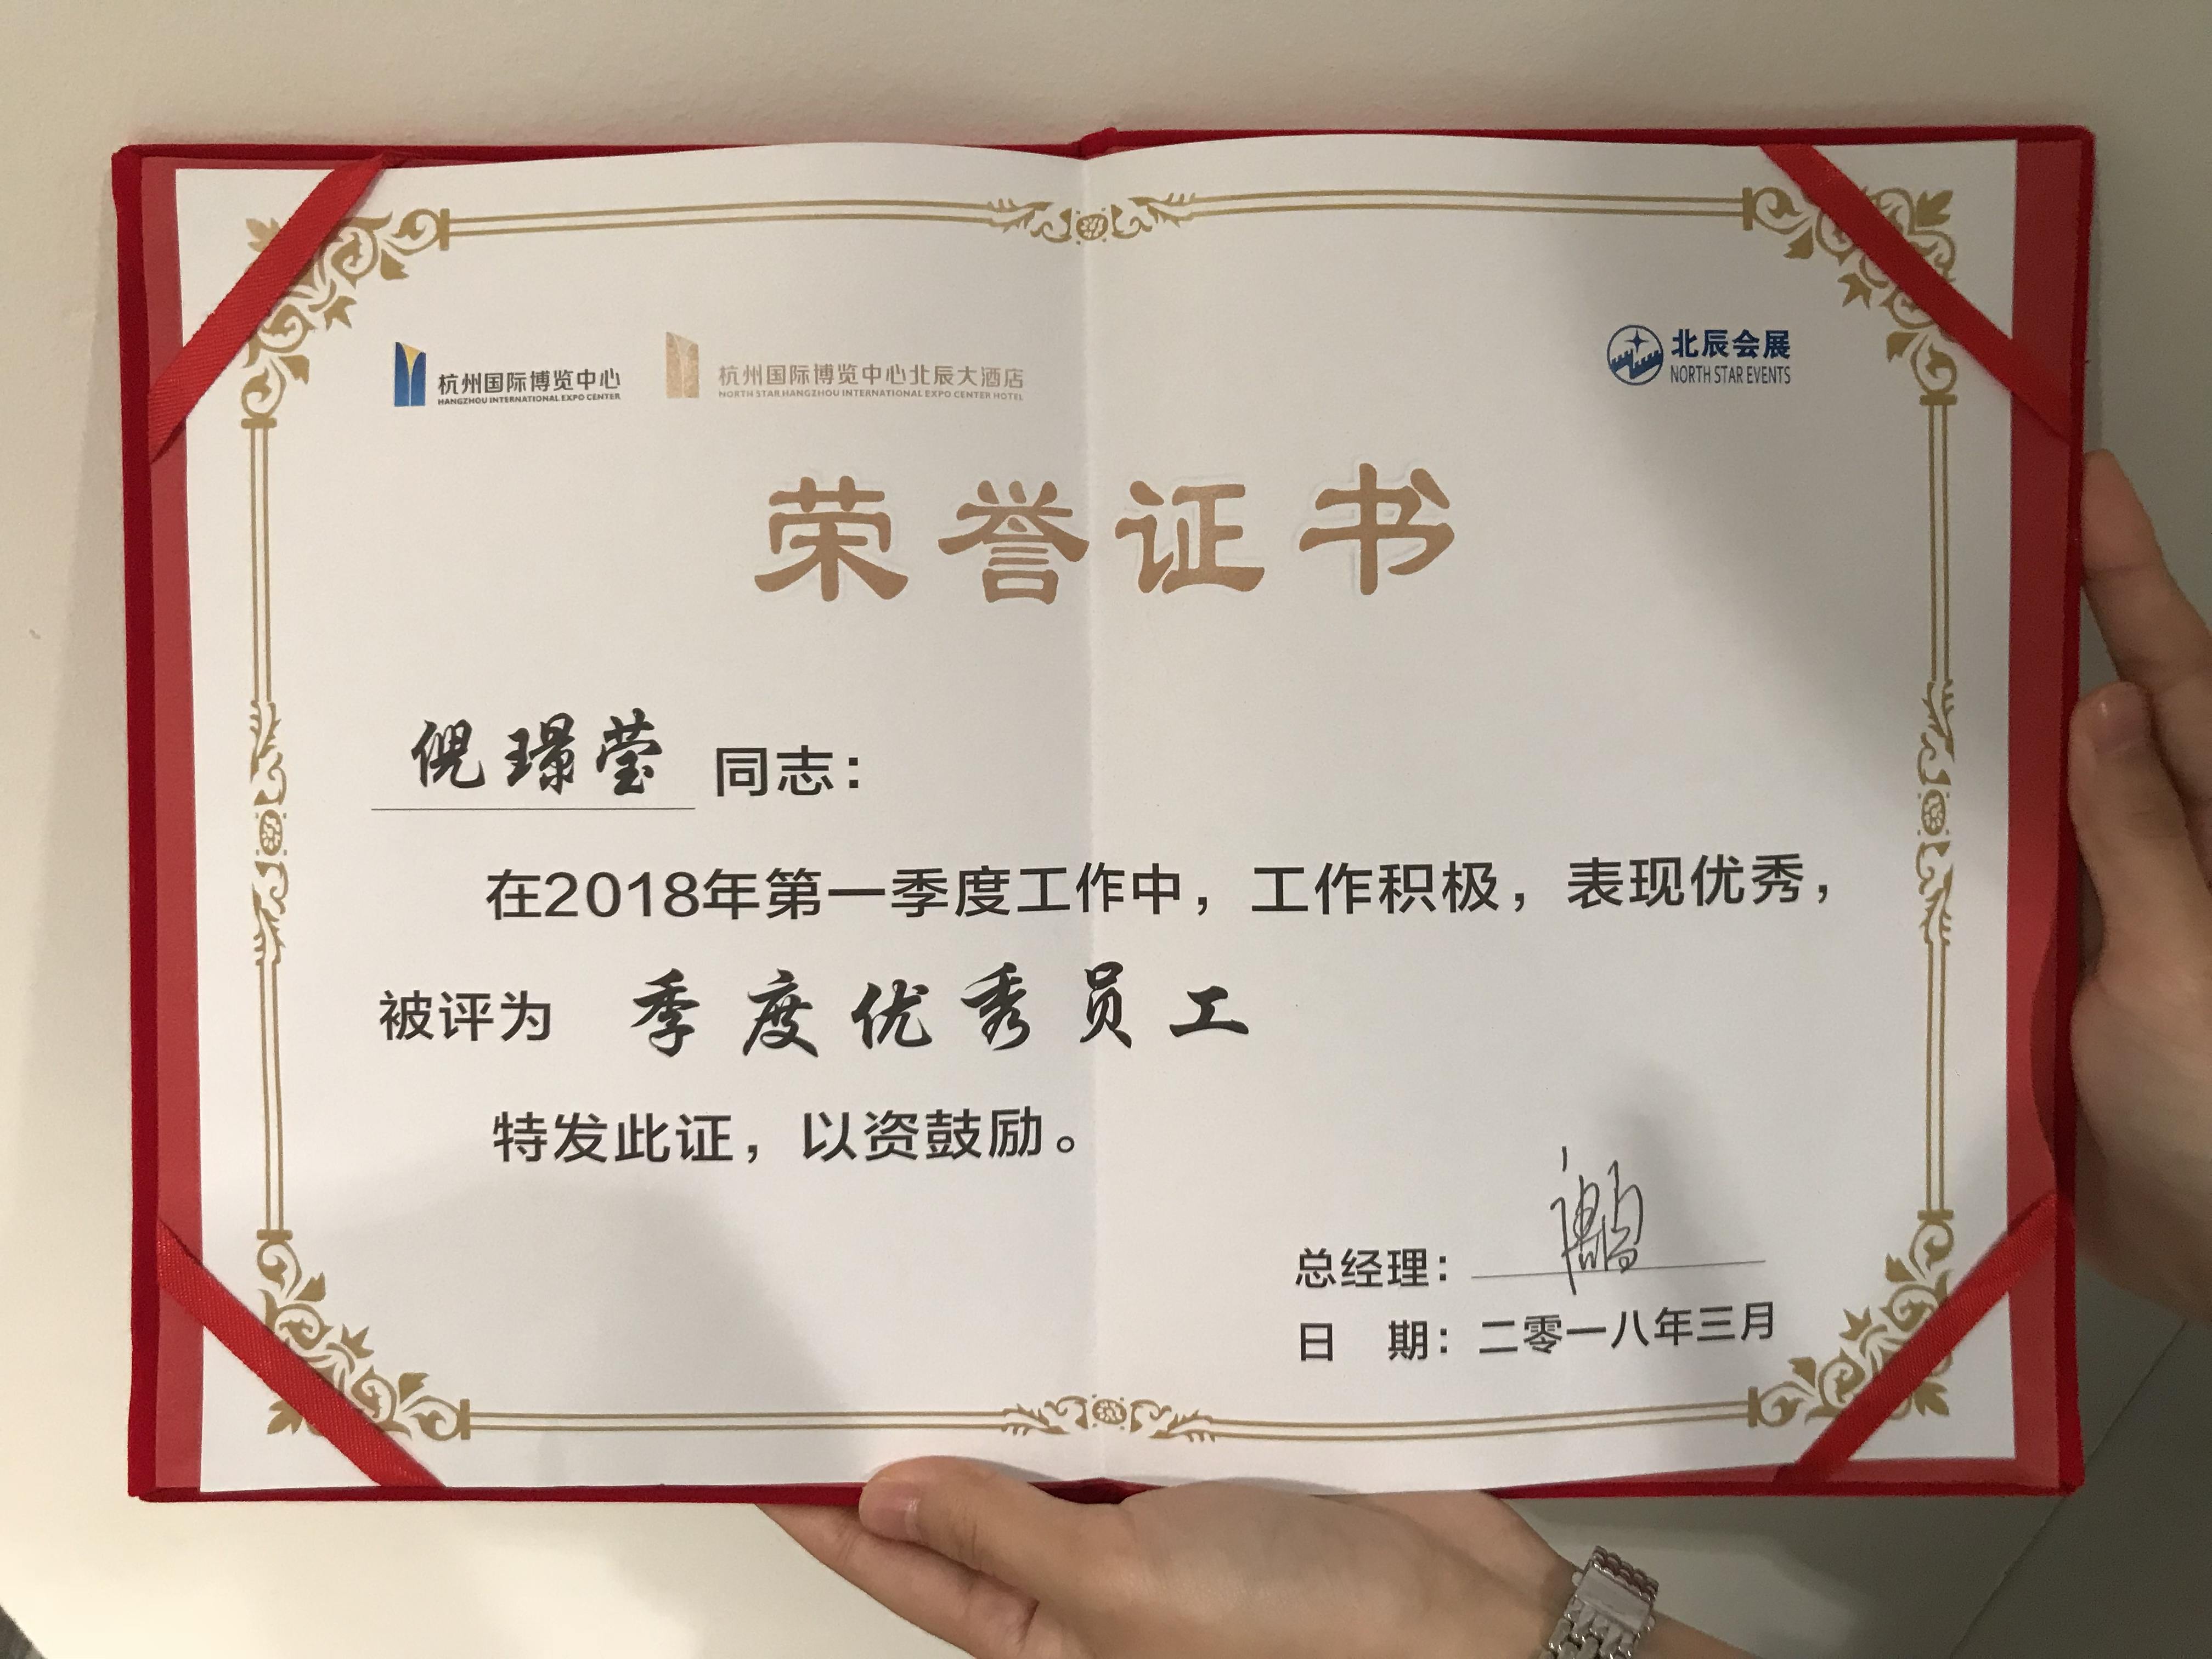 杭州国际博览中心
HANGZHOU INTERNATIONAL EXPO CENTER
杭州国际博览中心北辰大酒店
NORTH STAR HANGZHOU INTERNATIONAL EXPO CENTER HOTEL
北辰会展
NORTH STAR EVENTS
荣誉证书
倪璟莹 同志：
在2018年第一季度工作中，工作积极，表现优秀，
被评为 季度优秀员工
特发此证，以资鼓励。
总经理：
日 期：二零一八年三月